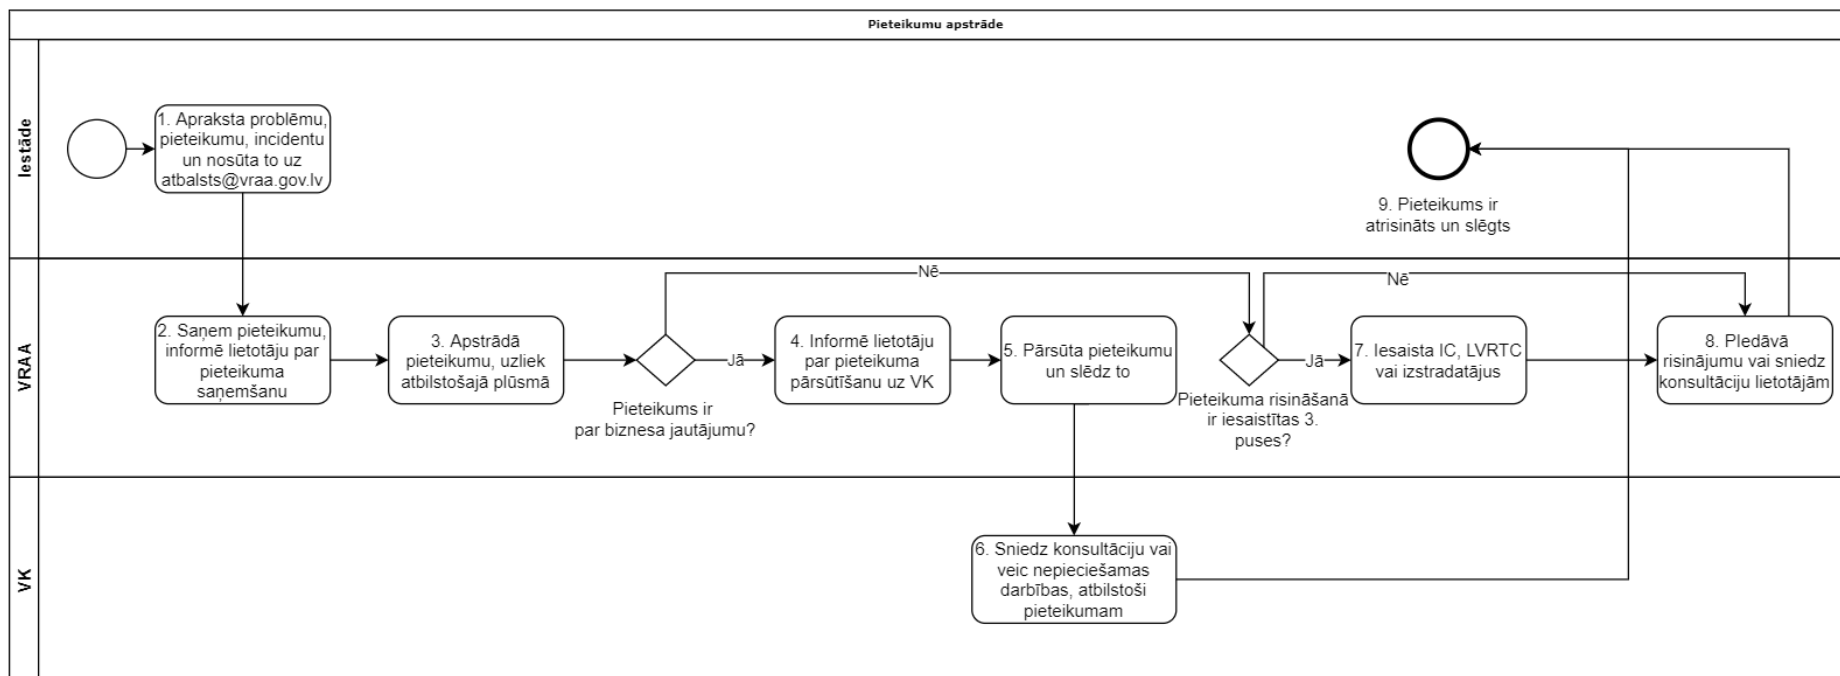 Pieteikumu apstrāde
Iestāde
1. Apraksta problēmu,
pieteikumu, incidentu
un nosūta to uz
atbalsts@vraa.gov.lv
9. Pieteikums ir
atrisināts un slēgts
VRAA
2. Saņem pieteikumu,
informē lietotāju par
pieteikuma
saņemšanu
3. Apstrādā
pieteikumu, uzliek
atbilstošajā plūsmā
Nē
Jā
Pieteikums ir
par biznesa jautājumu?
4. Informē lietotāju
par pieteikuma
pārsūtīšanu uz VK
5. Pārsūta pieteikumu
un slēdz to
Nē
Jā
Pieteikuma risināšanā
ir iesaistītas 3.
puses?
7. Iesaista IC, LVRTC
vai izstradatājus
8. Pledāvā
risinājumu vai sniedz
konsultāciju lietotājām
VK
6. Sniedz konsultāciju vai
veic nepieciešamas
darbības, atbilstoši
pieteikumam